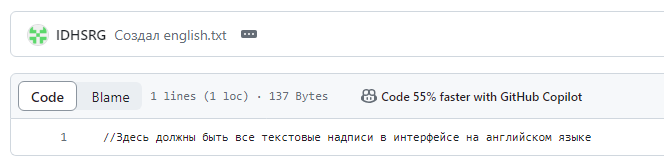 IDHSRG Создал english.txt
Code Blame 1 lines (1 loc) · 137 Bytes Code 55% faster with GitHub Copilot
1 //Здесь должны быть все текстовые надписи в интерфейсе на английском языке